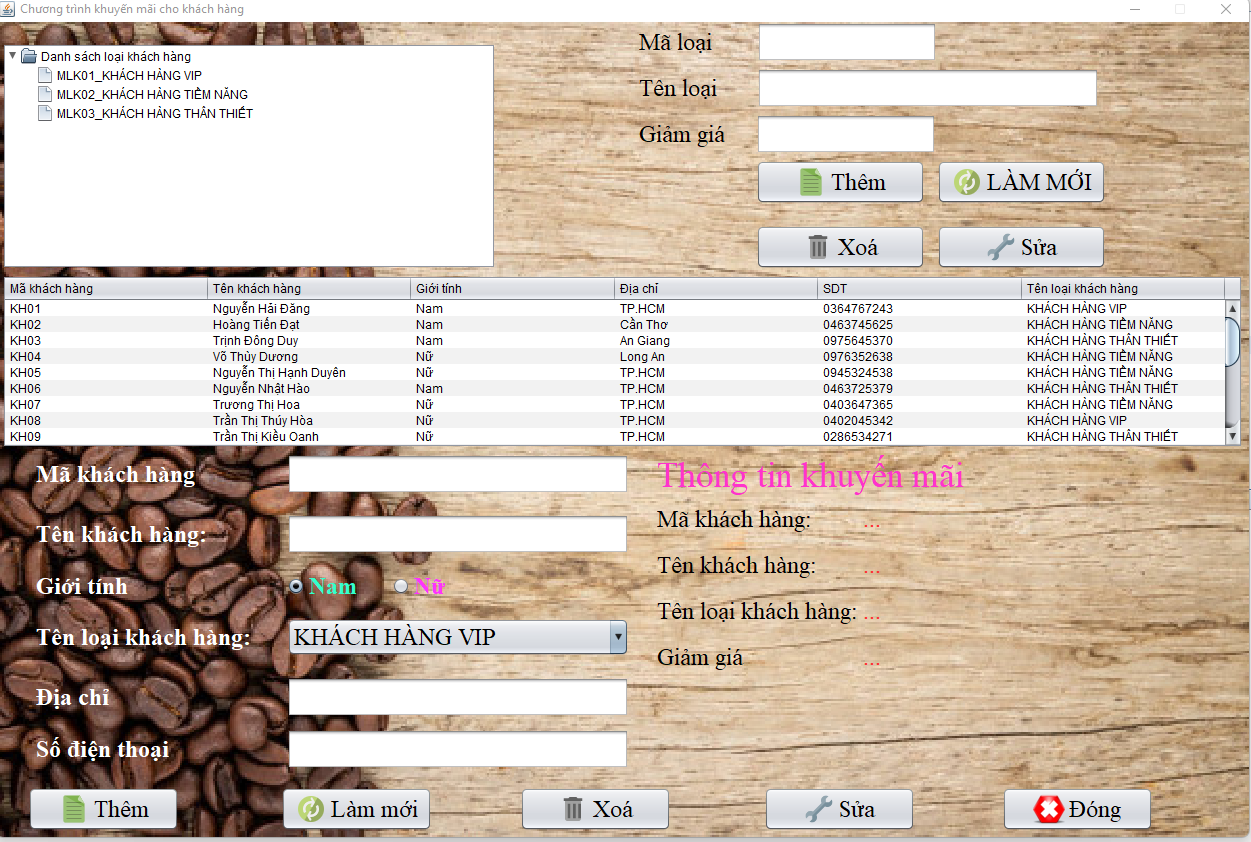 Chương trình khuyến mãi cho khách hàng
Danh sách loại khách hàng
MLK01_KHÁCH HÀNG VIP
MLK02_KHÁCH HÀNG TIỀM NĂNG
MLK03_KHÁCH HÀNG THÂN THIẾT
Mã loại
Tên loại
Giảm giá
Thêm LÀM MỚI
Xoá Sửa
Mã khách hàng Tên khách hàng Giới tính Địa chỉ SDT Tên loại khách hàng
KH01 Nguyễn Hải Đăng Nam TP.HCM 0364767243 KHÁCH HÀNG VIP
KH02 Hoàng Tiến Đạt Nam Cần Thơ 0463745625 KHÁCH HÀNG TIỀM NĂNG
KH03 Trịnh Đông Duy Nam An Giang 0975645370 KHÁCH HÀNG THÂN THIẾT
KH04 Võ Thùy Dương Nữ Long An 0976352638 KHÁCH HÀNG TIỀM NĂNG
KH05 Nguyễn Thị Hạnh Duyên Nữ TP.HCM 0945324538 KHÁCH HÀNG TIỀM NĂNG
KH06 Nguyễn Nhật Hào Nam TP.HCM 0463725379 KHÁCH HÀNG THÂN THIẾT
KH07 Trương Thị Hoa Nữ TP.HCM 0403647365 KHÁCH HÀNG TIỀM NĂNG
KH08 Trần Thị Thúy Hòa Nữ TP.HCM 0402045342 KHÁCH HÀNG VIP
KH09 Trần Thị Kiều Oanh Nữ TP.HCM 0286534271 KHÁCH HÀNG THÂN THIẾT
Mã khách hàng
Tên khách hàng:
Giới tính Nam Nữ
Tên loại khách hàng: KHÁCH HÀNG VIP
Địa chỉ
Số điện thoại
Thông tin khuyến mãi
Mã khách hàng: ...
Tên khách hàng: ...
Tên loại khách hàng: ...
Giảm giá ...
Thêm Làm mới Xoá Sửa Đóng